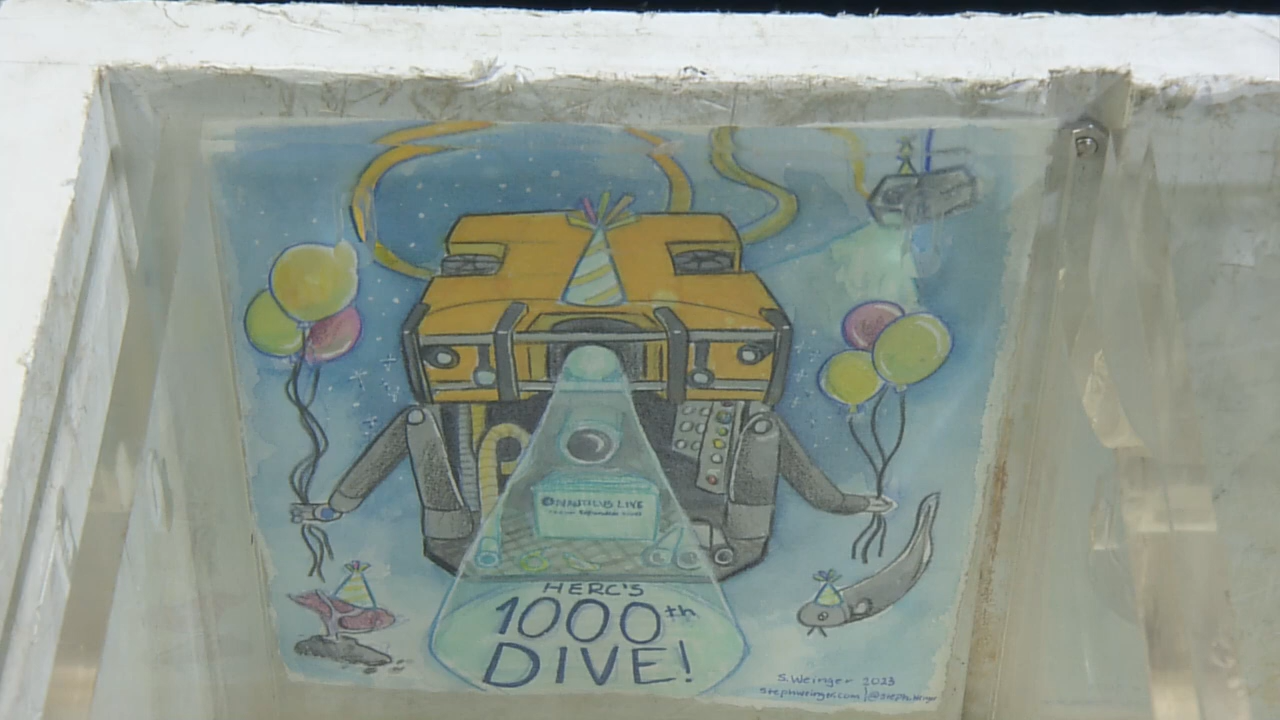 NAUTILUS LIVE
HERC'S
1000th
DIVE!
S. Weinger 2023